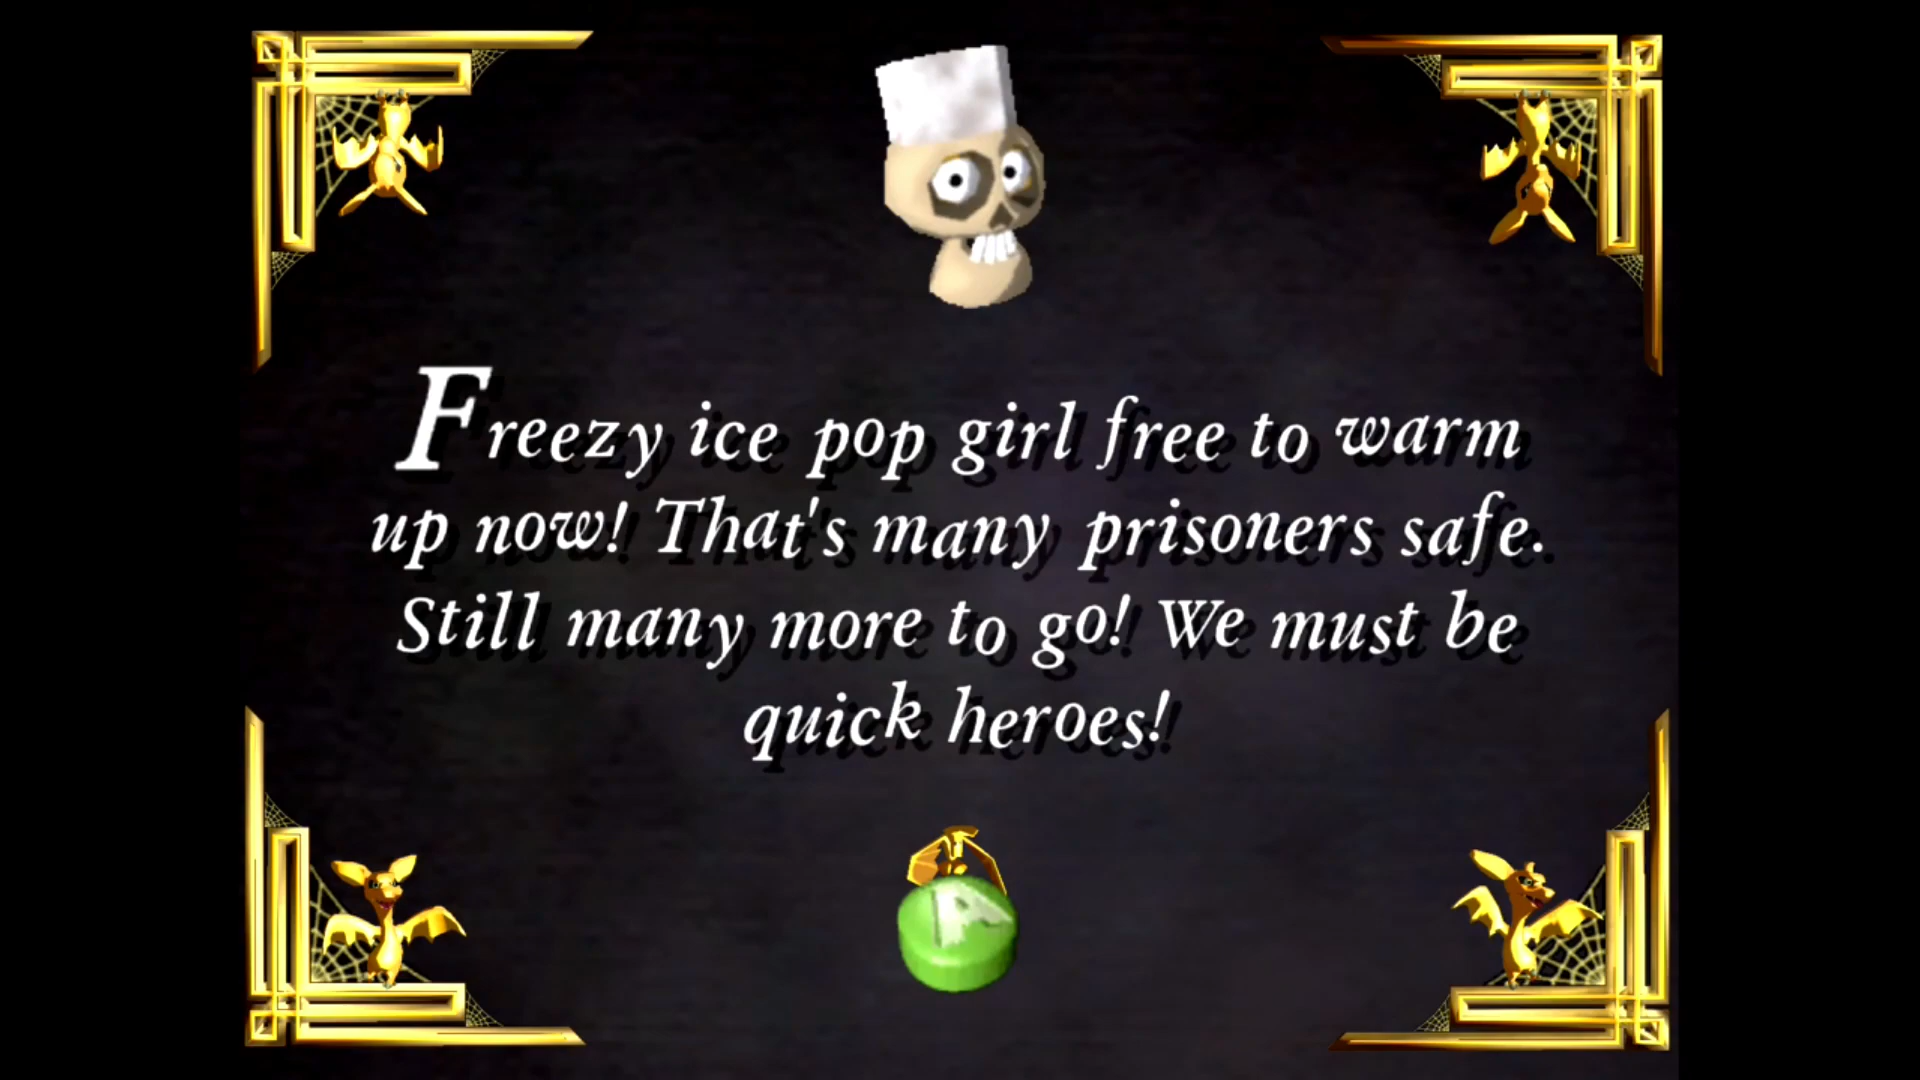 Freezy ice pop girl free to warm
up now! That's many prisoners safe.
Still many more to go! We must be
quick heroes!
A